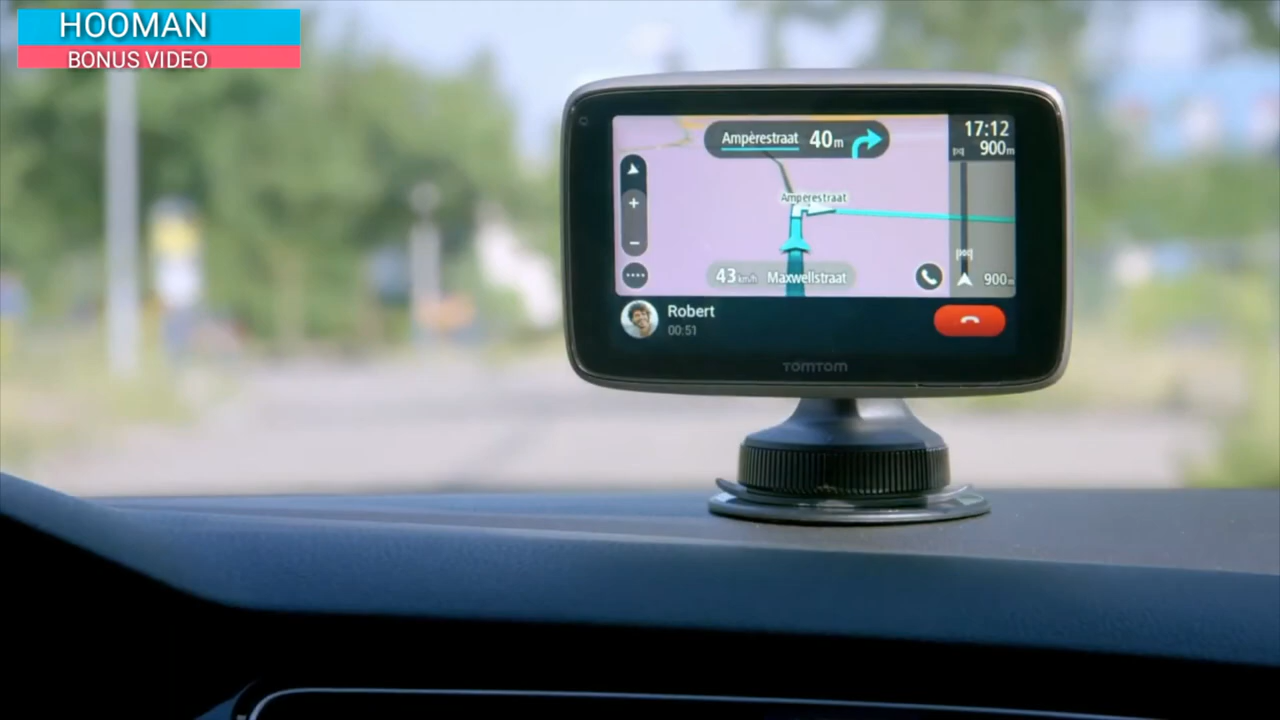 HOOMAN
BONUS VIDEO
Ampèrestraat 40m
17:12
900m
Ampèrestraat
43 km/h Maxwellstraat
900m
Robert
00:51
TOMTOM